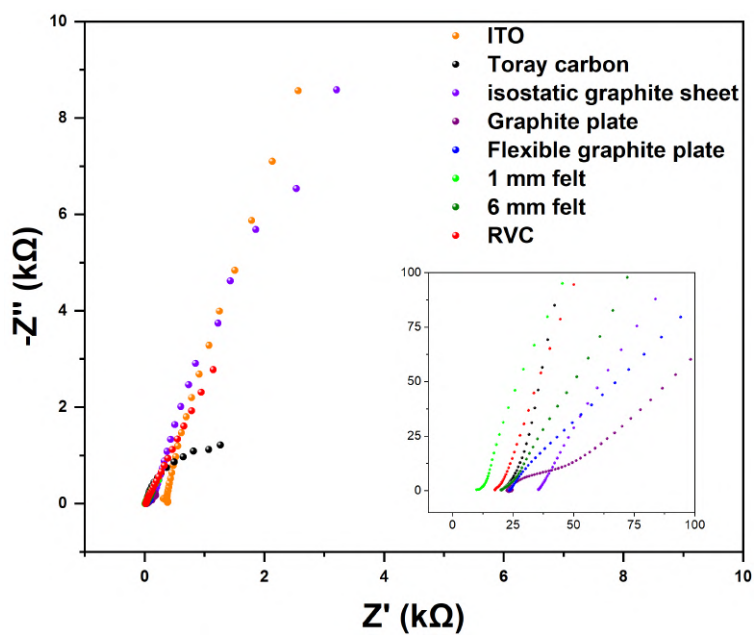 10
8
6
4
2
0
-Z'' (kΩ)
ITO
Toray carbon
isostatic graphite sheet
Graphite plate
Flexible graphite plate
1 mm felt
6 mm felt
RVC
100
75
50
25
0
0 25 50 75 100
0 2 4 6 8 10
Z' (kΩ)